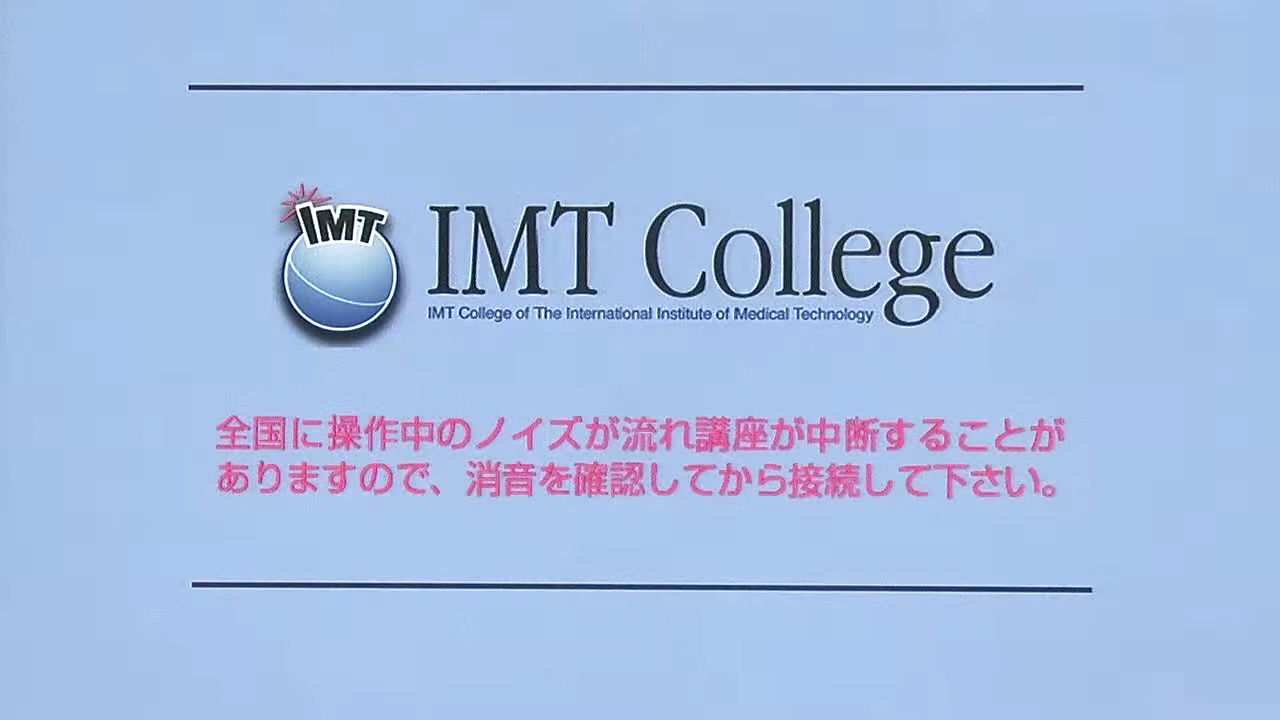 IMT
IMT College
IMT College of The International Institute of Medical Technology
全国に操作中のノイズが流れ講座が中断することが
ありますので、消音を確認してから接続して下さい。